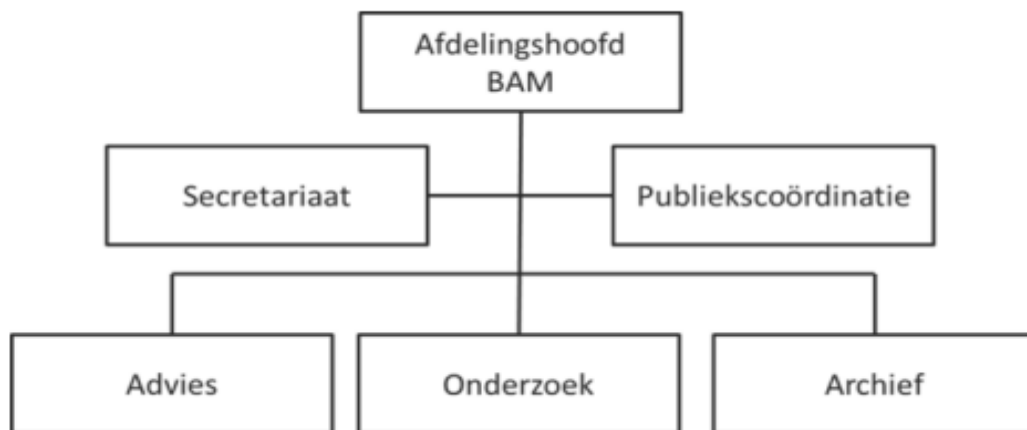 Afdelingshoofd
BAM
Secretariaat
Publiekscoördinatie
Advies
Onderzoek
Archief